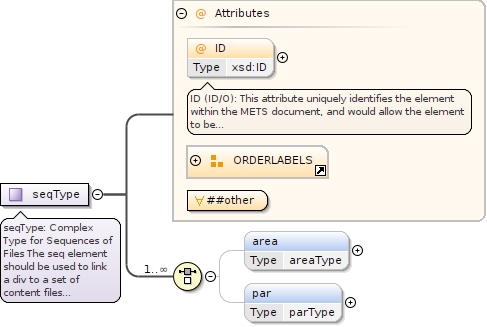 Attributes
ID
Type xsd:ID
ID (ID/O): This attribute uniquely identifies the element
within the METS document, and would allow the element
to be...
ORDERLABELS
##other
seqType
seqType: Complex
Type for Sequences of
Files The seq element
should be used to link
a div to a set of
content files...
1..∞
area
Type areaType
par
Type parType